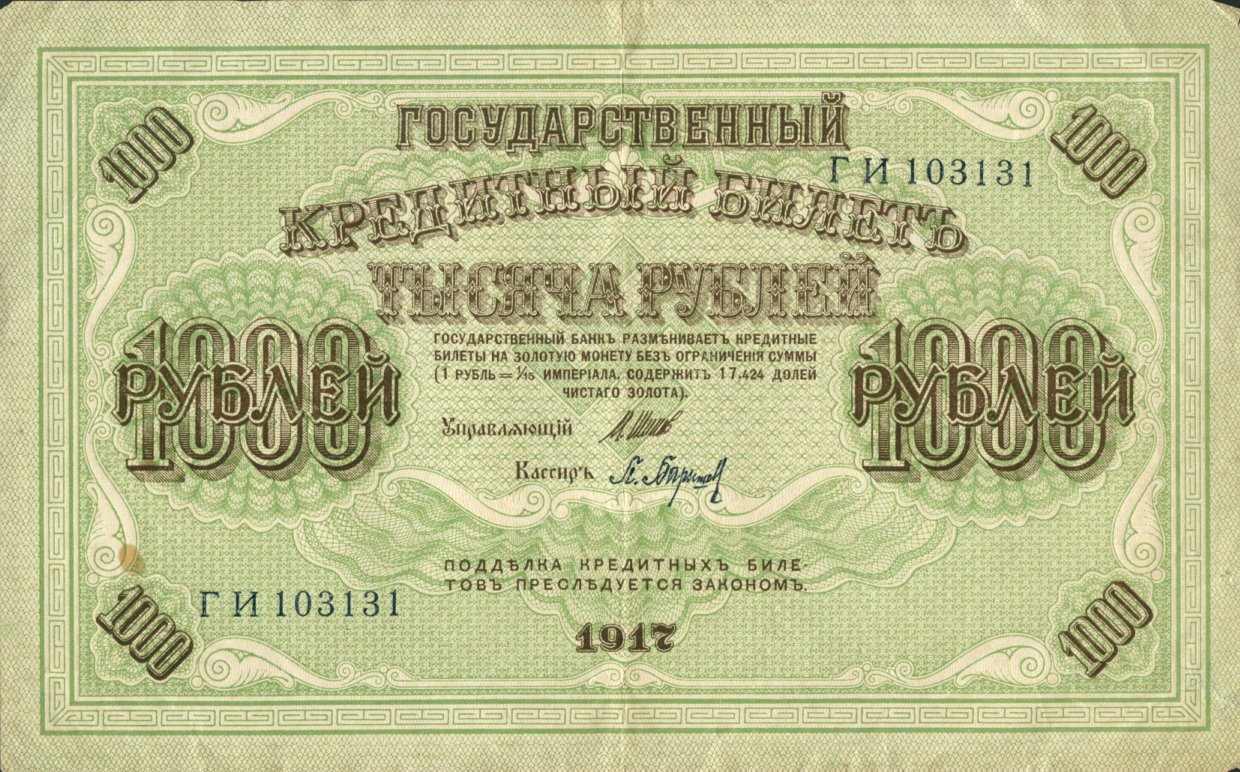 1000
ГОСУДАРСТВЕННЫЙ
1000
ГИ 103131
КРЕДИТНЫЙ БИЛЕТЪ
ТЫСЯЧА РУБЛЕЙ
1000
РУБЛЕЙ
ГОСУДАРСТВЕННЫЙ БАНКЪ РАЗМѢНИВАЕТЪ КРЕДИТНЫЕ
БИЛЕТЫ НА ЗОЛОТУЮ МОНЕТУ БЕЗЪ ОГРАНИЧЕНІЯ СУММЫ
(1 РУБЛЬ = 1/15 ИМПЕРІАЛА, СОДЕРЖИТЪ 17,424 ДОЛЕЙ
ЧИСТАГО ЗОЛОТА).
1000
РУБЛЕЙ
Управляющій
Кассиръ
ПОДДѢЛКА КРЕДИТНЫХЪ БИЛЕ-
ТОВЪ ПРЕСЛѢДУЕТСЯ ЗАКОНОМЪ.
1000
ГИ 103131
1917
1000